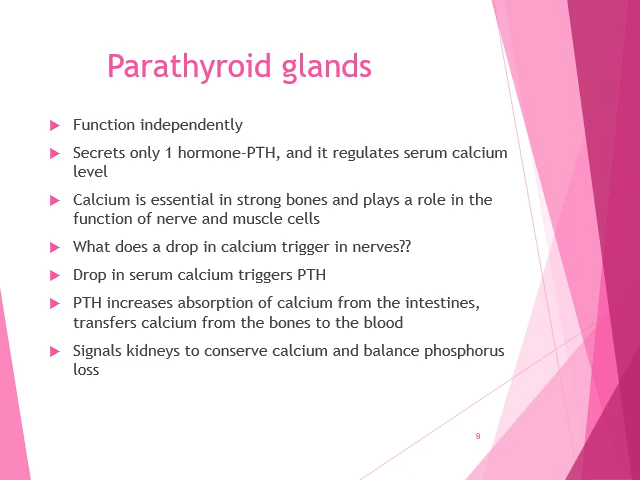 Parathyroid glands
Function independently
Secrets only 1 hormone-PTH, and it regulates serum calcium
level
Calcium is essential in strong bones and plays a role in the
function of nerve and muscle cells
What does a drop in calcium trigger in nerves??
Drop in serum calcium triggers PTH
PTH increases absorption of calcium from the intestines,
transfers calcium from the bones to the blood
Signals kidneys to conserve calcium and balance phosphorus
loss
9